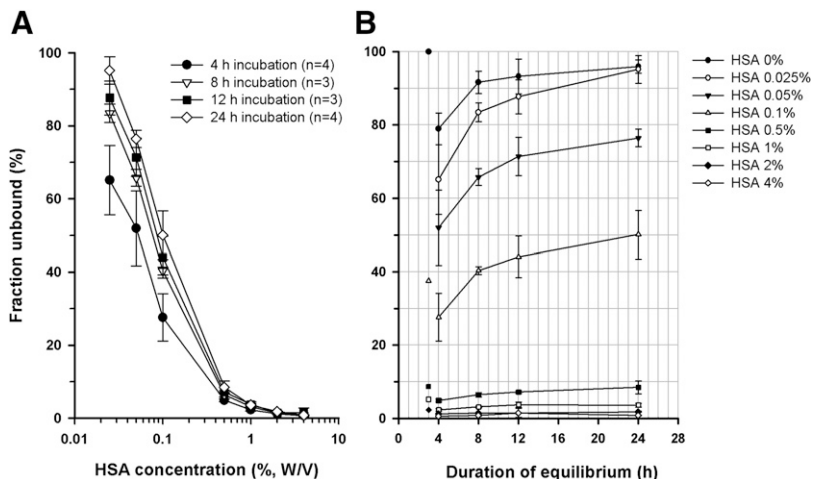 A
Fraction unbound (%)
100
80
60
40
20
0
0.01
0.1
1
10
HSA concentration (%, W/V)
4 h incubation (n=4)
8 h incubation (n=3)
12 h incubation (n=3)
24 h incubation (n=4)
B
100
80
60
40
20
0
0
4
8
12
16
20
24
28
Duration of equilibrium (h)
HSA 0%
HSA 0.025%
HSA 0.05%
HSA 0.1%
HSA 0.5%
HSA 1%
HSA 2%
HSA 4%